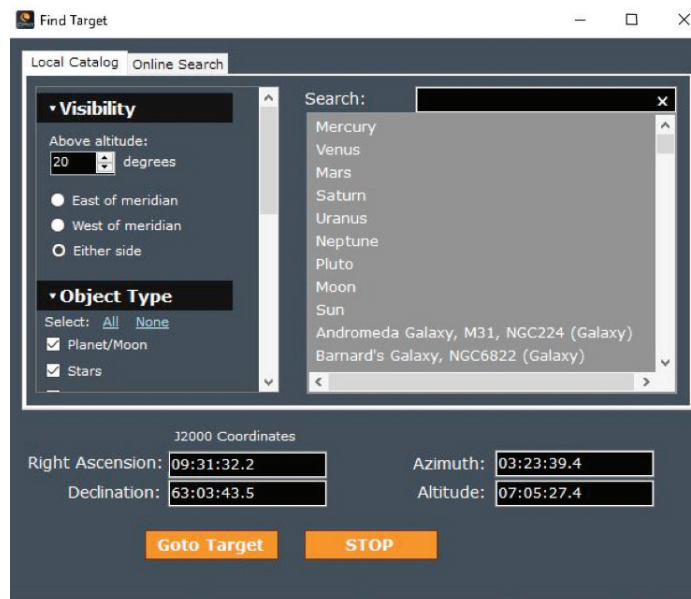 Find Target
Local Catalog Online Search
Visibility
Above altitude:
20 degrees
East of meridian
West of meridian
Either side
Object Type
Select: All None
Planet/Moon
Stars
Search:
Mercury
Venus
Mars
Saturn
Uranus
Neptune
Pluto
Moon
Sun
Andromeda Galaxy, M31, NGC224 (Galaxy)
Barnard's Galaxy, NGC6822 (Galaxy)
J2000 Coordinates
Right Ascension: 09:31:32.2
Declination: 63:03:43.5
Azimuth: 03:23:39.4
Altitude: 07:05:27.4
Goto Target
STOP